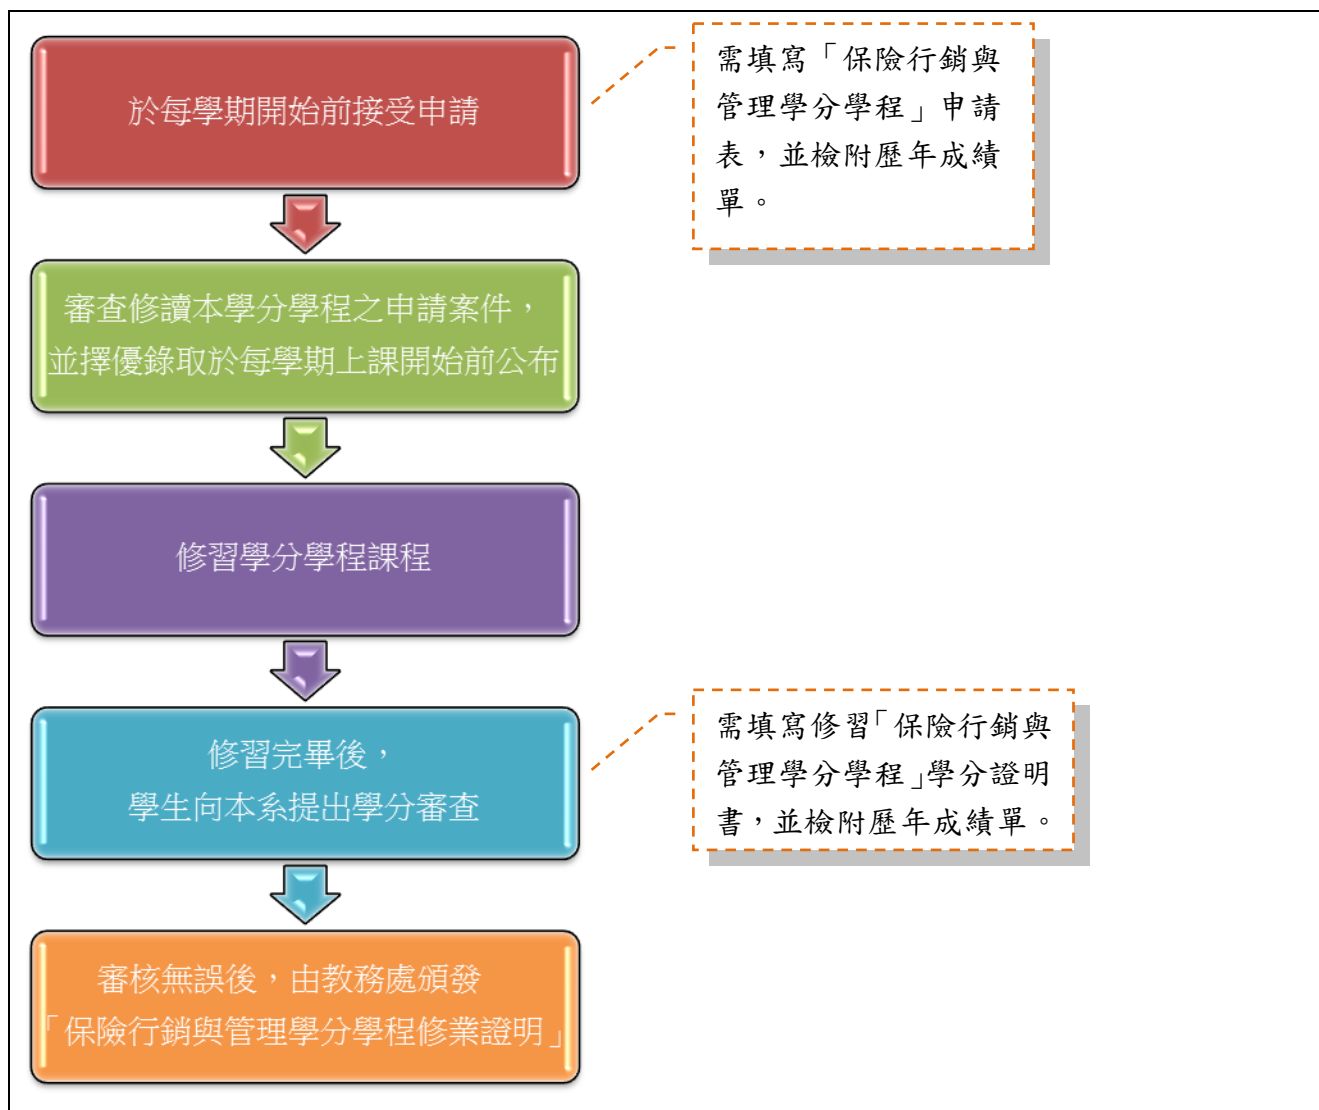 於每學期開始前接受申請
需填寫「保險行銷與
管理學分學程」申請
表，並檢附歷年成績
單。
審查修讀本學分學程之申請案件，
並擇優錄取於每學期上課開始前公布
修習學分學程課程
修習完畢後，
學生向本系提出學分審查
需填寫修習「保險行銷與
管理學分學程」學分證明
書，並檢附歷年成績單。
審核無誤後，由教務處頒發
「保險行銷與管理學分學程修業證明」